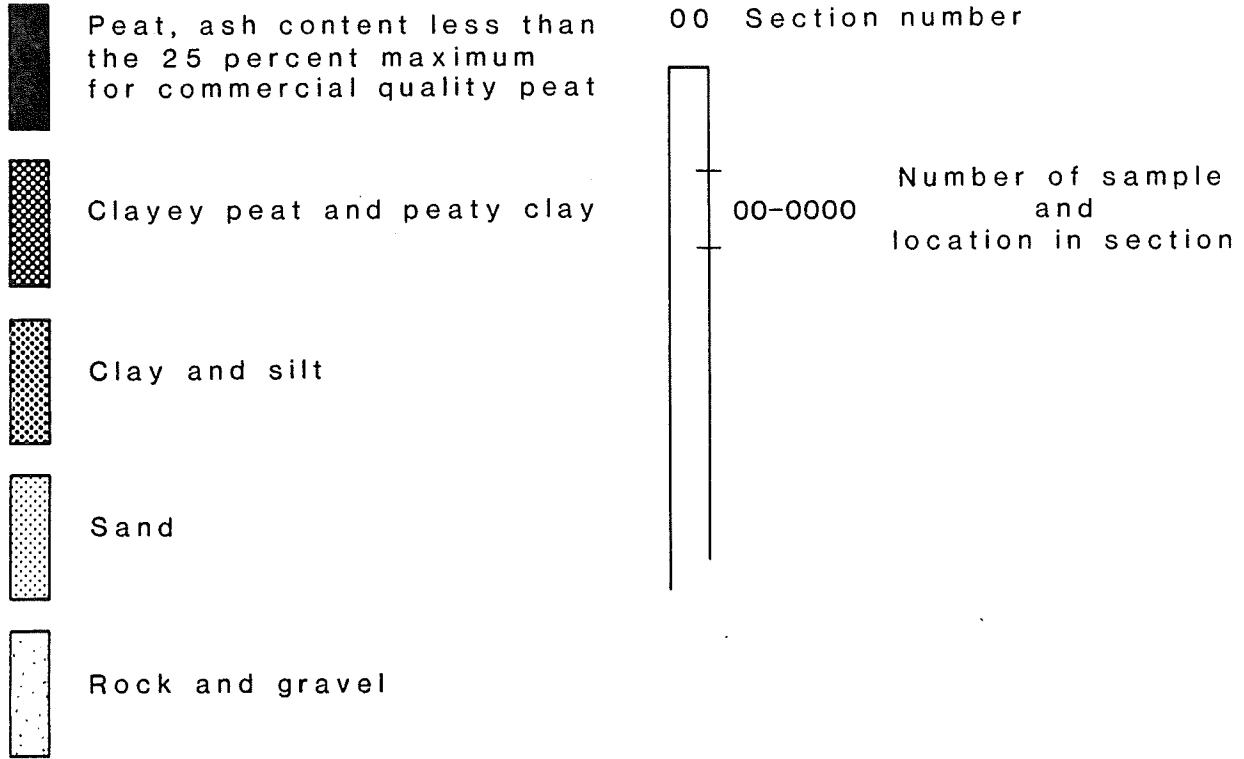 Peat, ash content less than
the 25 percent maximum
for commercial quality peat
Clayey peat and peaty clay
Clay and silt
Sand
Rock and gravel
00 Section number
00-0000
Number of sample
and
location in section